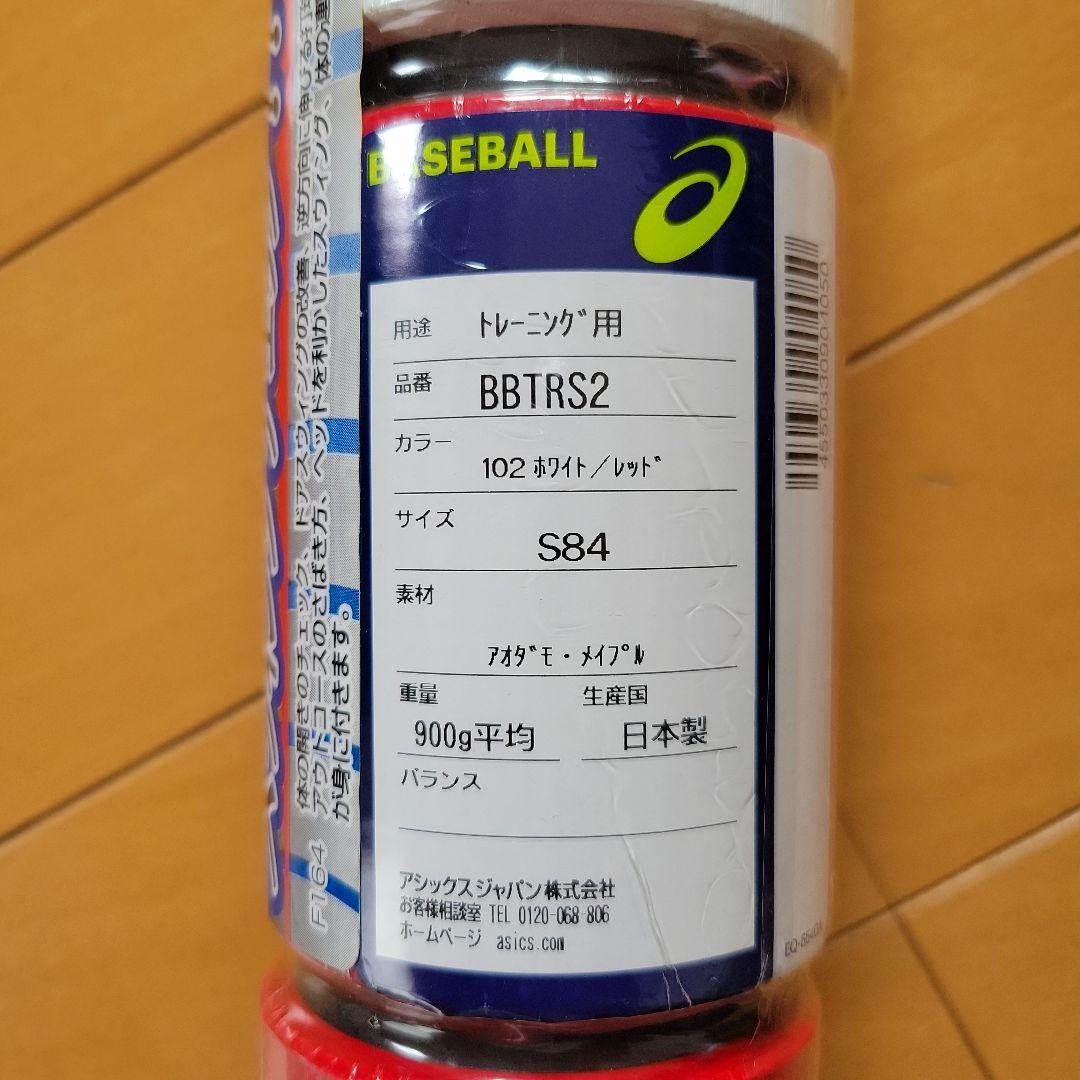 BASEBALL
用途 ﾄﾚｰﾆﾝｸﾞ用
品番 BBTRS2
カラー
102 ﾎﾜｲﾄ／ﾚｯﾄﾞ
サイズ
S84
素材
ｱｵﾀﾞﾓ・ﾒｲﾌﾟﾙ
重量 生産国
900g平均 日本製
バランス
アシックスジャパン株式会社
お客様相談室 TEL 0120-068-806
ホームページ asics.com
4550330901050
体の開きのチェック、ドアスウィングの改善、逆方向に伸びる
アウトコースのさばき方、ヘッドを利かしたスウィング、体の
が身に付きます。
F164